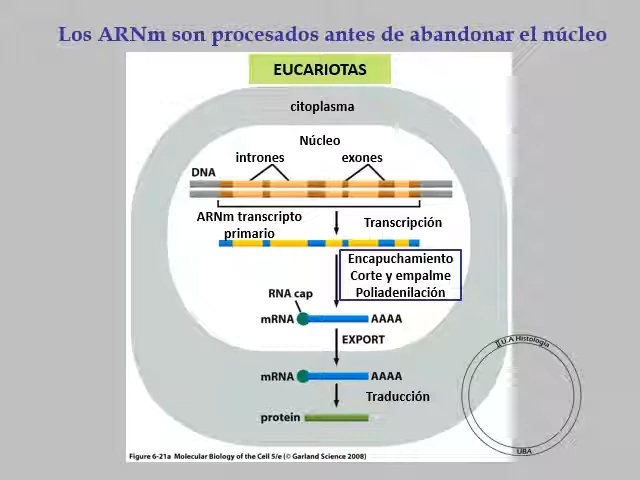 Los ARNm son procesados antes de abandonar el núcleo
EUCARIOTAS
citoplasma
Núcleo
intrones
exones
DNA
ARNm transcripto
primario
Transcripción
Encapuchamiento
Corte y empalme
Poliadenilación
RNA cap
mRNA
AAAA
EXPORT
mRNA
AAAA
Traducción
protein
II U.A Histología
UBA
Figure 6-21a Molecular Biology of the Cell 5/e (© Garland Science 2008)